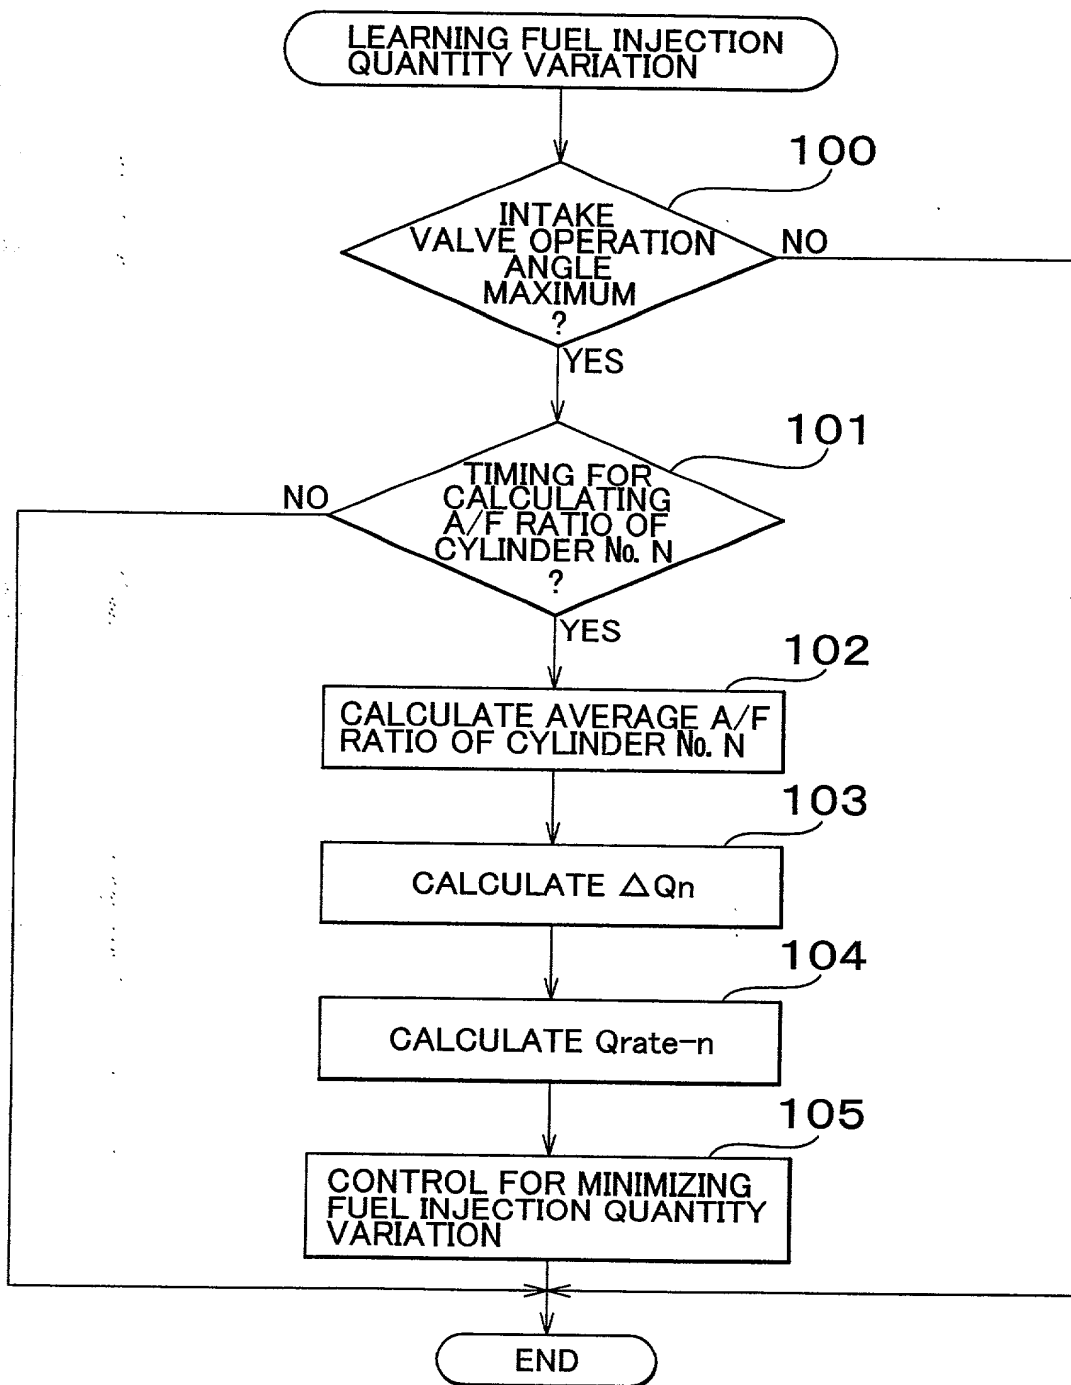 LEARNING FUEL INJECTION
QUANTITY VARIATION
100
INTAKE
VALVE OPERATION
ANGLE
MAXIMUM
?
NO
YES
101
TIMING FOR
CALCULATING
A/F RATIO OF
CYLINDER No. N
?
NO
YES
102
CALCULATE AVERAGE A/F
RATIO OF CYLINDER No. N
103
CALCULATE △Qn
104
CALCULATE Qrate-n
105
CONTROL FOR MINIMIZING
FUEL INJECTION QUANTITY
VARIATION
END